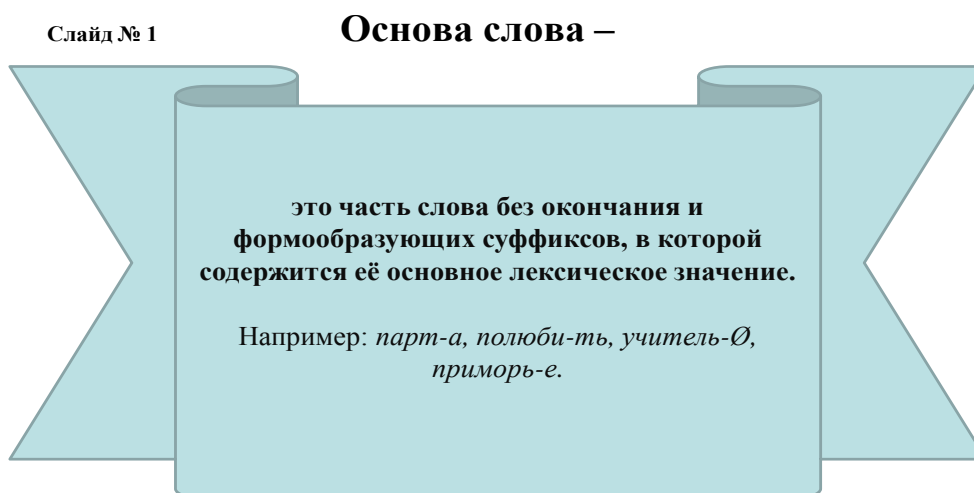 Слайд № 1
Основа слова –
это часть слова без окончания и
формообразующих суффиксов, в которой
содержится её основное лексическое значение.
Например: парт-а, полюби-ть, учитель-Ø,
приморь-е.